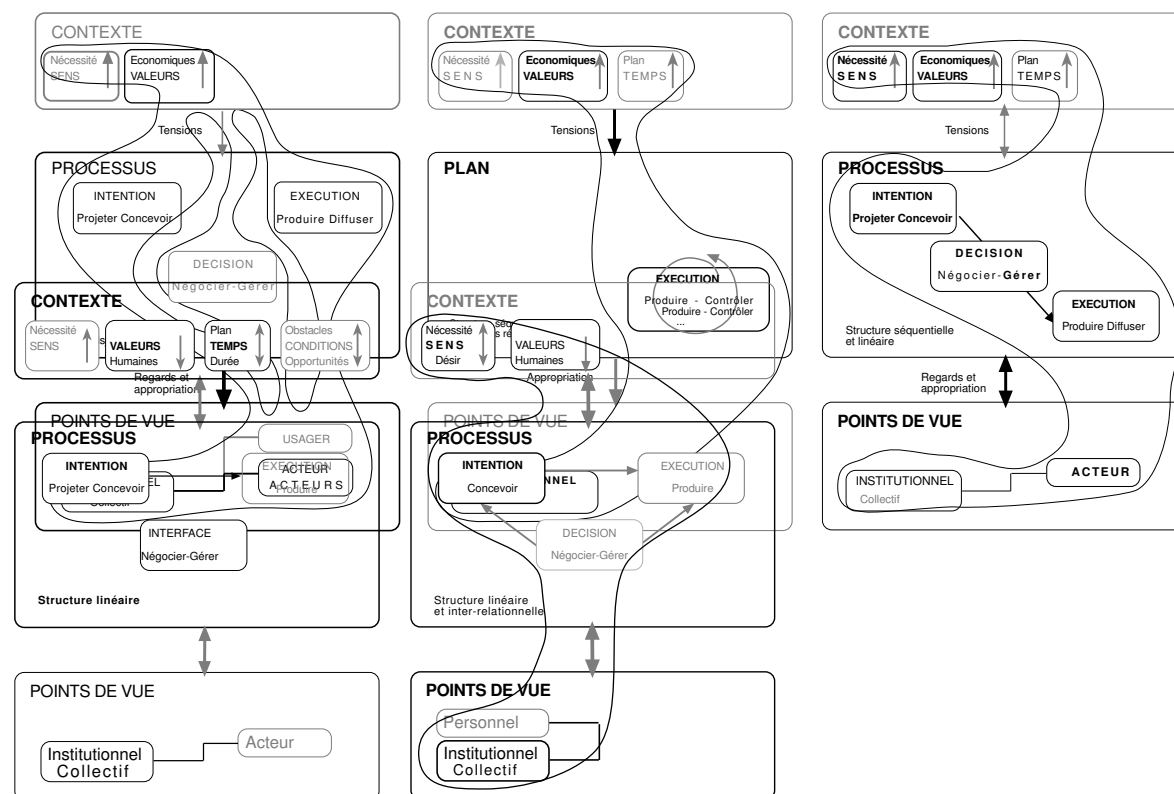 CONTEXTE
Nécessité
SENS
Economiques
VALEURS
Tensions
PROCESSUS
INTENTION
Projeter Concevoir
EXECUTION
Produire Diffuser
DECISION
Négocier-Gérer
CONTEXTE
Nécessité
SENS
VALEURS
Humaines
Plan
TEMPS
Durée
Obstacles
CONDITIONS
Opportunités
Regards et
appropriation
POINTS DE VUE
PROCESSUS
USAGER
INTENTION
Projeter Concevoir
Collectif
EXECUTION
Produire
ACTEUR
ACTEURS
INTERFACE
Négocier-Gérer
Structure linéaire
POINTS DE VUE
Institutionnel
Collectif
Acteur
CONTEXTE
Nécessité
SENS
Economiques
VALEURS
Plan
TEMPS
Tensions
PLAN
EXECUTION
Produire - Contrôler
Produire - Contrôler
...
CONTEXTE
Nécessité
SENS
Désir
VALEURS
Humaines
Appropriation
POINTS DE VUE
PROCESSUS
INTENTION
Concevoir
EXECUTION
Produire
DECISION
Négocier-Gérer
Structure linéaire
et inter-relationnelle
POINTS DE VUE
Personnel
Institutionnel
Collectif
CONTEXTE
Nécessité
SENS
Economiques
VALEURS
Plan
TEMPS
Tensions
PROCESSUS
INTENTION
Projeter Concevoir
DECISION
Négocier-Gérer
EXECUTION
Produire Diffuser
Structure séquentielle
et linéaire
Regards et
appropriation
POINTS DE VUE
INSTITUTIONNEL
Collectif
ACTEUR